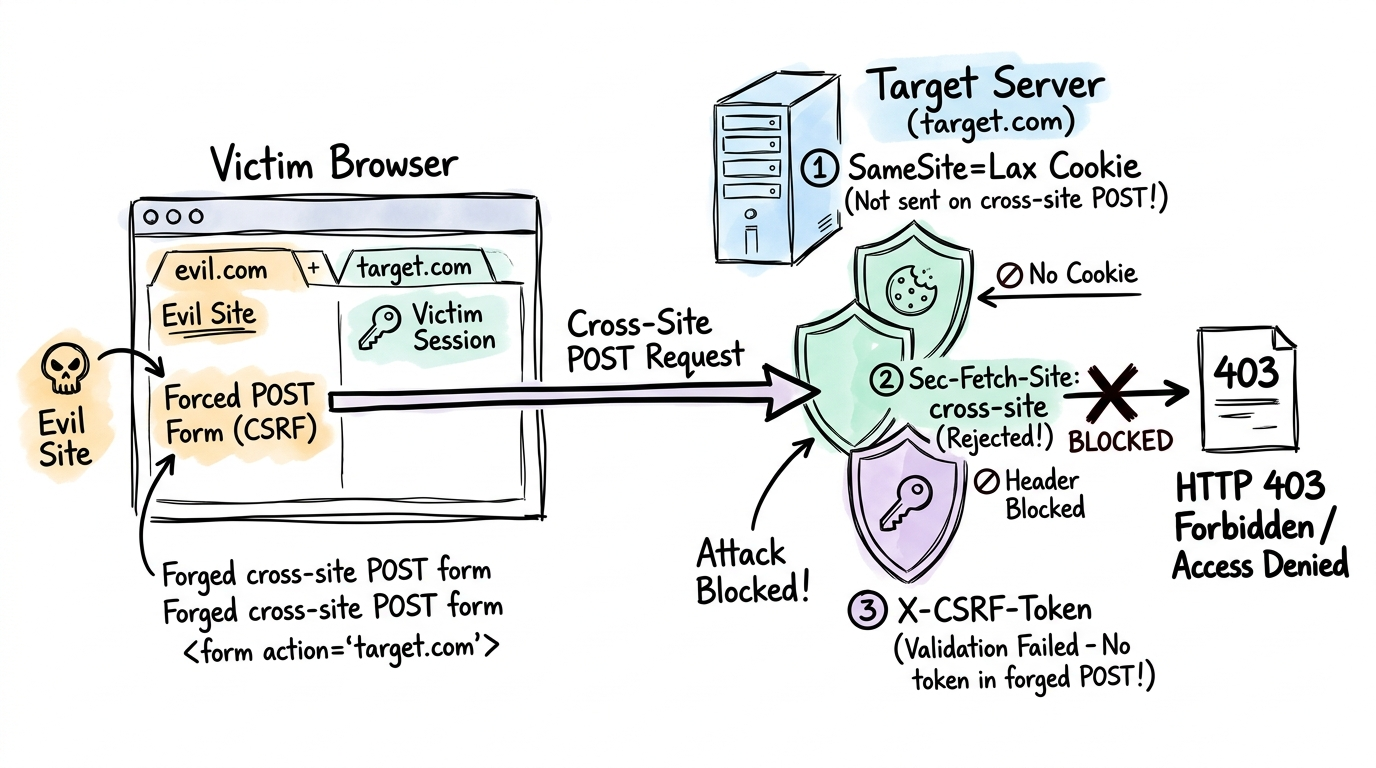 Victim Browser
evil.com
+
target.com
Evil Site
Victim
Session
Forced POST
Form (CSRF)
Evil
Site
Forged cross-site POST form
Forged cross-site POST form
<form action='target.com'>
Cross-Site
POST Request
Target Server
(target.com)
1 SameSite=Lax Cookie
(Not sent on cross-site POST!)
No Cookie
2 Sec-Fetch-Site:
cross-site
(Rejected!)
BLOCKED
Header
Blocked
Attack
Blocked!
3 X-CSRF-Token
(Validation Failed - No
token in forged POST!)
403
HTTP 403
Forbidden/
Access Denied